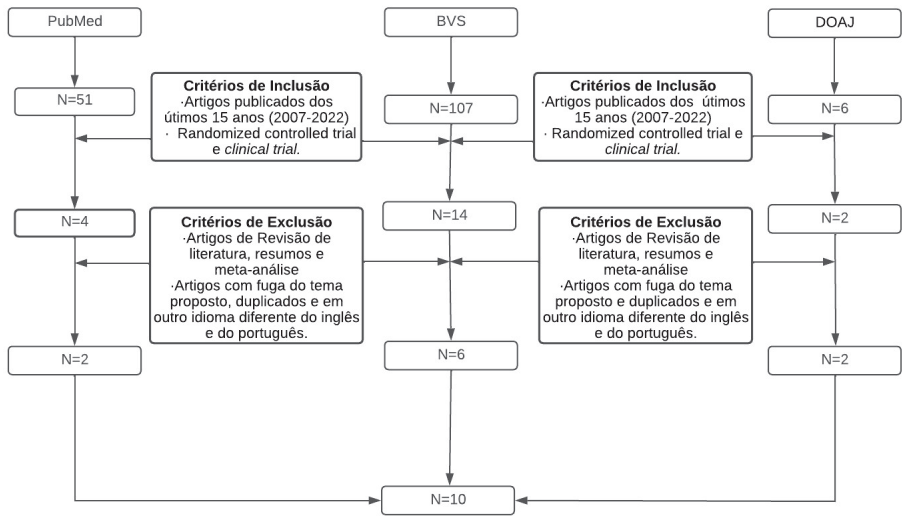 PubMed
BVS
DOAJ
N=51
Critérios de Inclusão
·Artigos publicados dos
útimos 15 anos (2007-2022)
· Randomized controlled trial
e clinical trial.
N=107
Critérios de Inclusão
·Artigos publicados dos útimos
15 anos (2007-2022)
· Randomized controlled trial e
clinical trial.
N=6
N=4
Critérios de Exclusão
·Artigos de Revisão de
literatura, resumos e
meta-análise
·Artigos com fuga do tema
proposto, duplicados e em
outro idioma diferente do inglês
e do português.
N=14
Critérios de Exclusão
·Artigos de Revisão de
literatura, resumos e
meta-análise
·Artigos com fuga do tema
proposto e duplicados e em
outro idioma diferente do inglês
e do português.
N=2
N=2
N=6
N=2
N=10